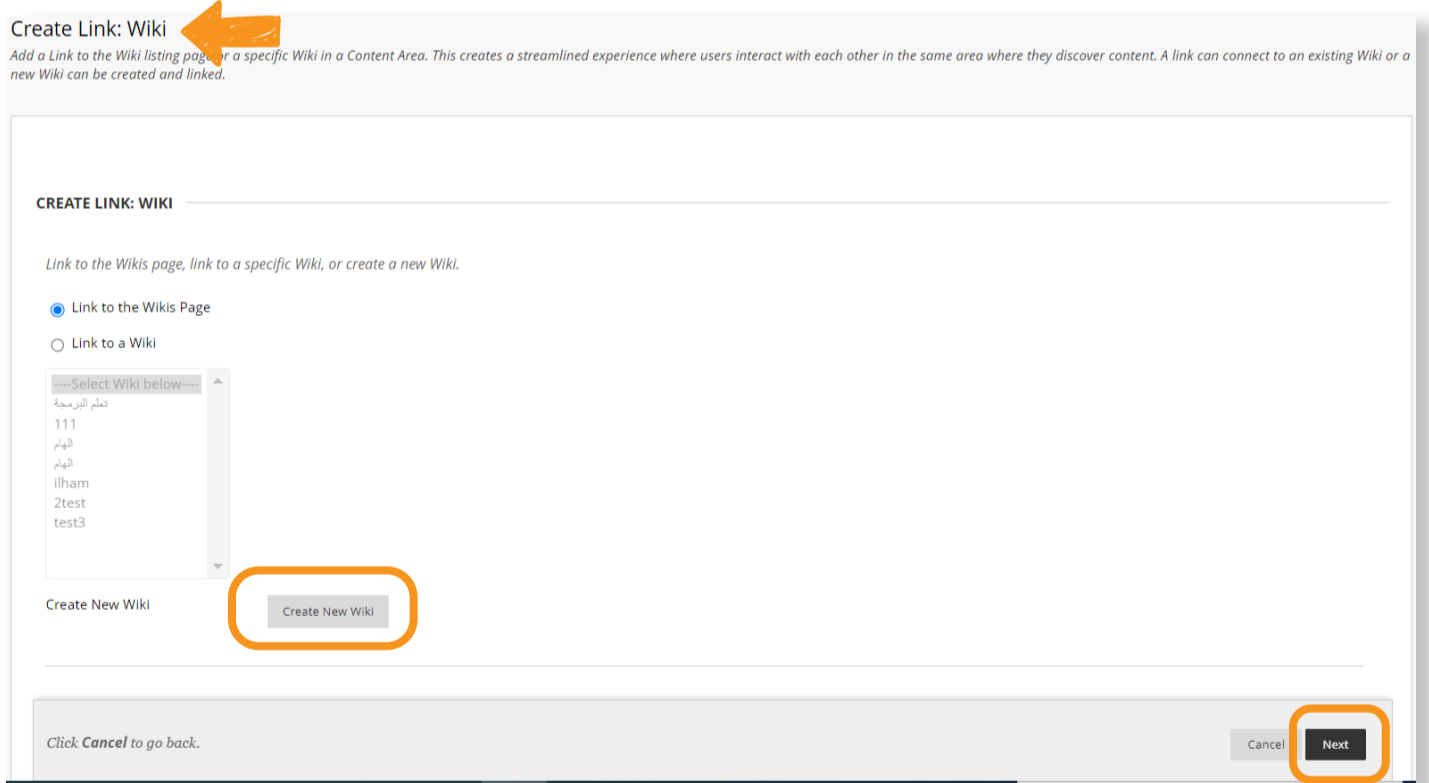 Create Link: Wiki
Add a Link to the Wiki listing page or a specific Wiki in a Content Area. This creates a streamlined experience where users interact with each other in the same area where they discover content. A link can connect to an existing Wiki or a
new Wiki can be created and linked.
CREATE LINK: WIKI
Link to the Wikis page, link to a specific Wiki, or create a new Wiki.
Link to the Wikis Page
Link to a Wiki
----Select Wiki below----
تعلم البرمجة
111
الهام
الهام
ilham
2test
test3
Create New Wiki
Create New Wiki
Click Cancel to go back.
Cancel
Next